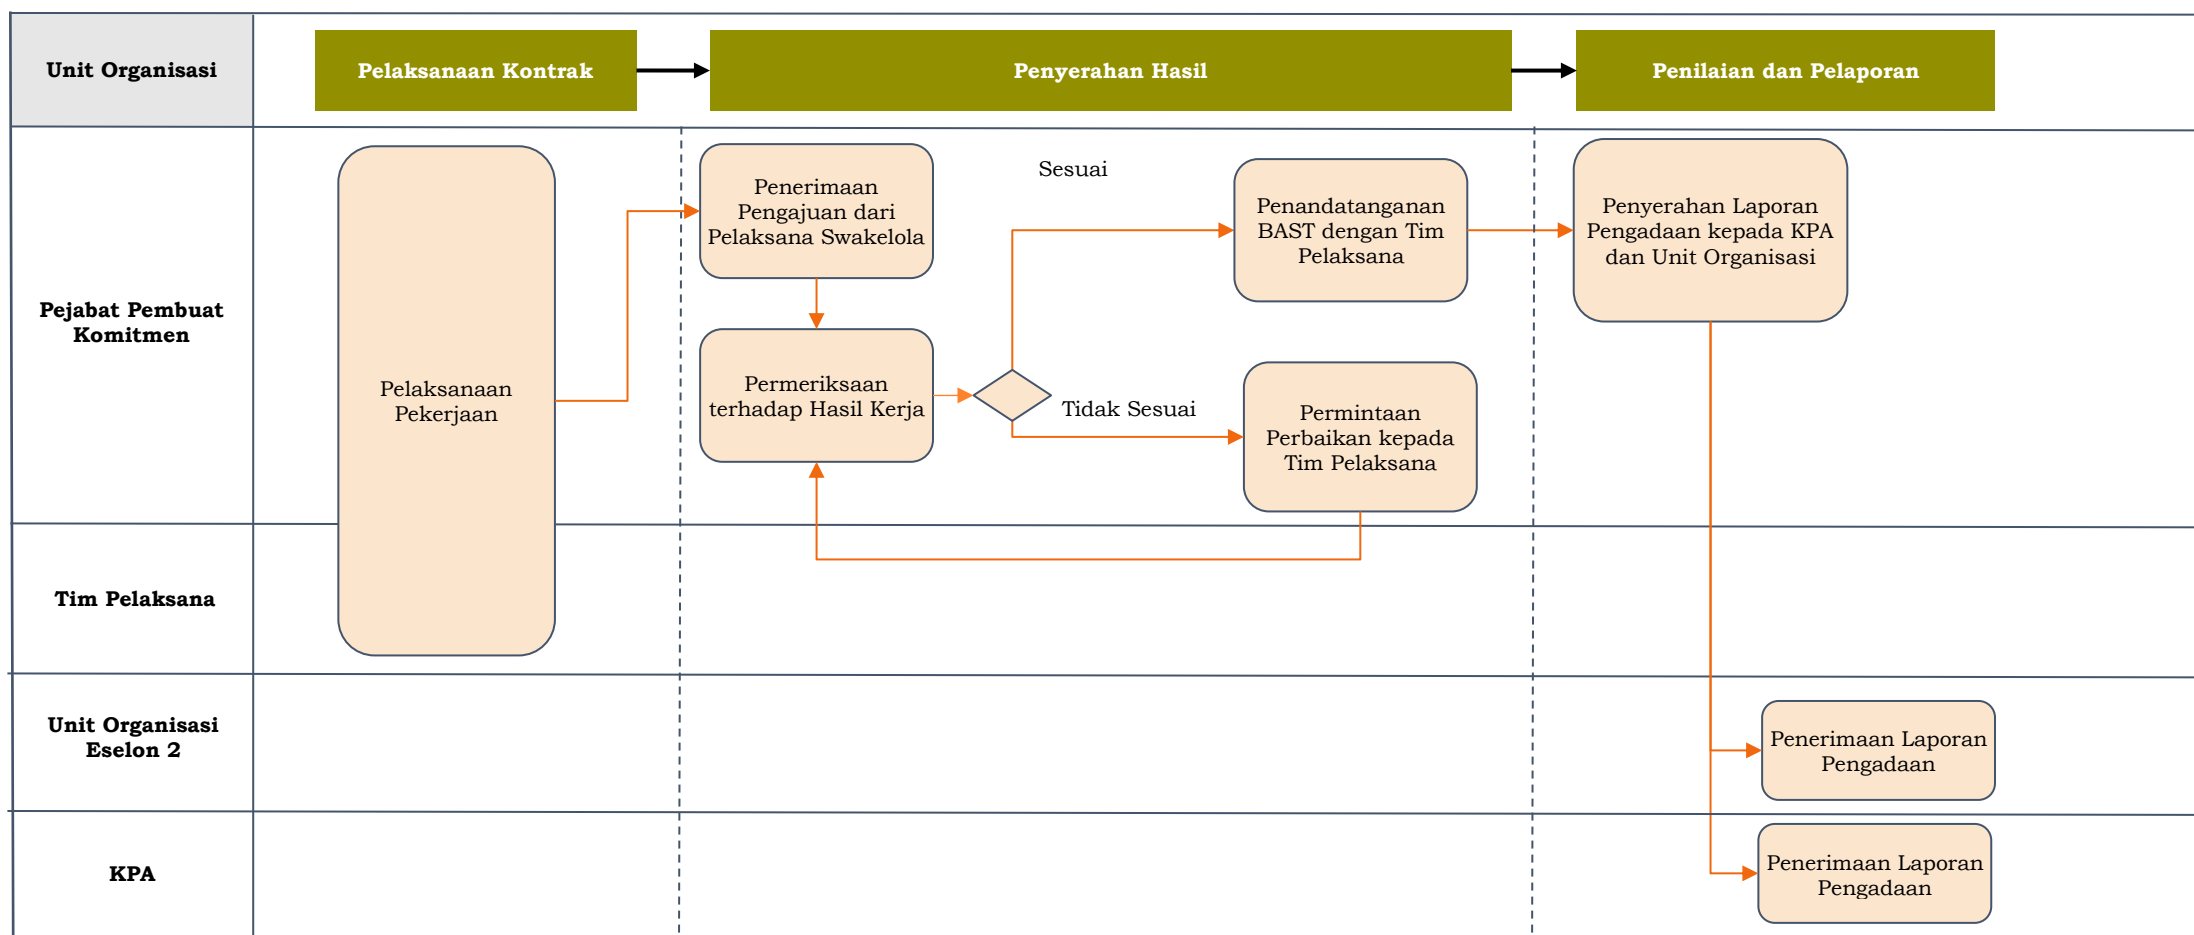 Unit Organisasi
Pelaksanaan Kontrak
Penyerahan Hasil
Penilaian dan Pelaporan
Pejabat Pembuat
Komitmen
Pelaksanaan
Pekerjaan
Penerimaan
Pengajuan dari
Pelaksana Swakelola
Permeriksaan
terhadap Hasil Kerja
Sesuai
Tidak Sesuai
Penandatanganan
BAST dengan Tim
Pelaksana
Permintaan
Perbaikan kepada
Tim Pelaksana
Penyerahan Laporan
Pengadaan kepada KPA
dan Unit Organisasi
Tim Pelaksana
Unit Organisasi
Eselon 2
Penerimaan Laporan
Pengadaan
KPA
Penerimaan Laporan
Pengadaan